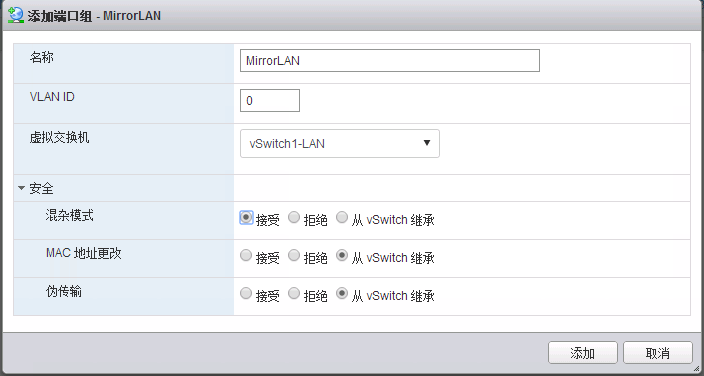 添加端口组 - MirrorLAN
名称 MirrorLAN
VLAN ID 0
虚拟交换机 vSwitch1-LAN
安全
混杂模式 接受 拒绝 从 vSwitch 继承
MAC 地址更改 接受 拒绝 从 vSwitch 继承
伪传输 接受 拒绝 从 vSwitch 继承
添加 取消